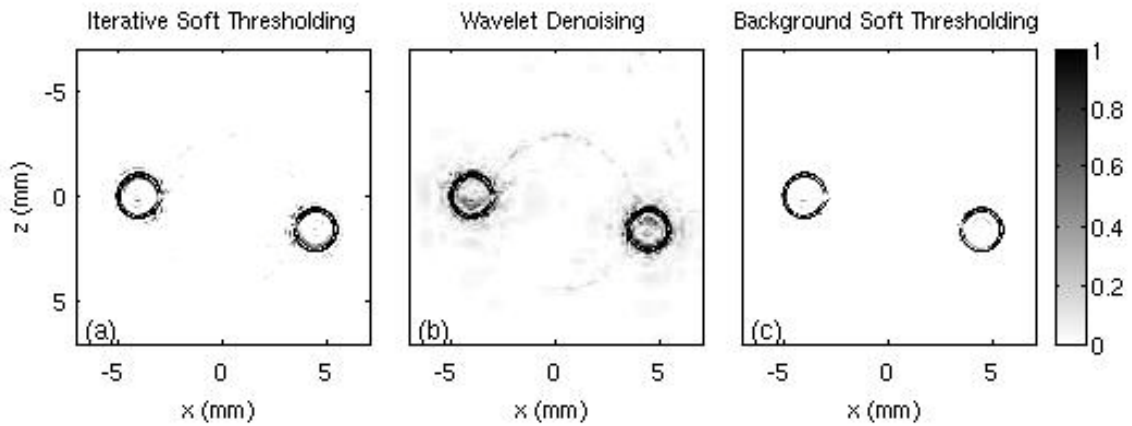 Iterative Soft Thresholding Wavelet Denoising Background Soft Thresholding
1
-5
0.8
z (mm)
0
0.6
0.4
5
0.2
(a) (b) (c)
0
-5 0 5 -5 0 5 -5 0 5
x (mm) x (mm) x (mm)